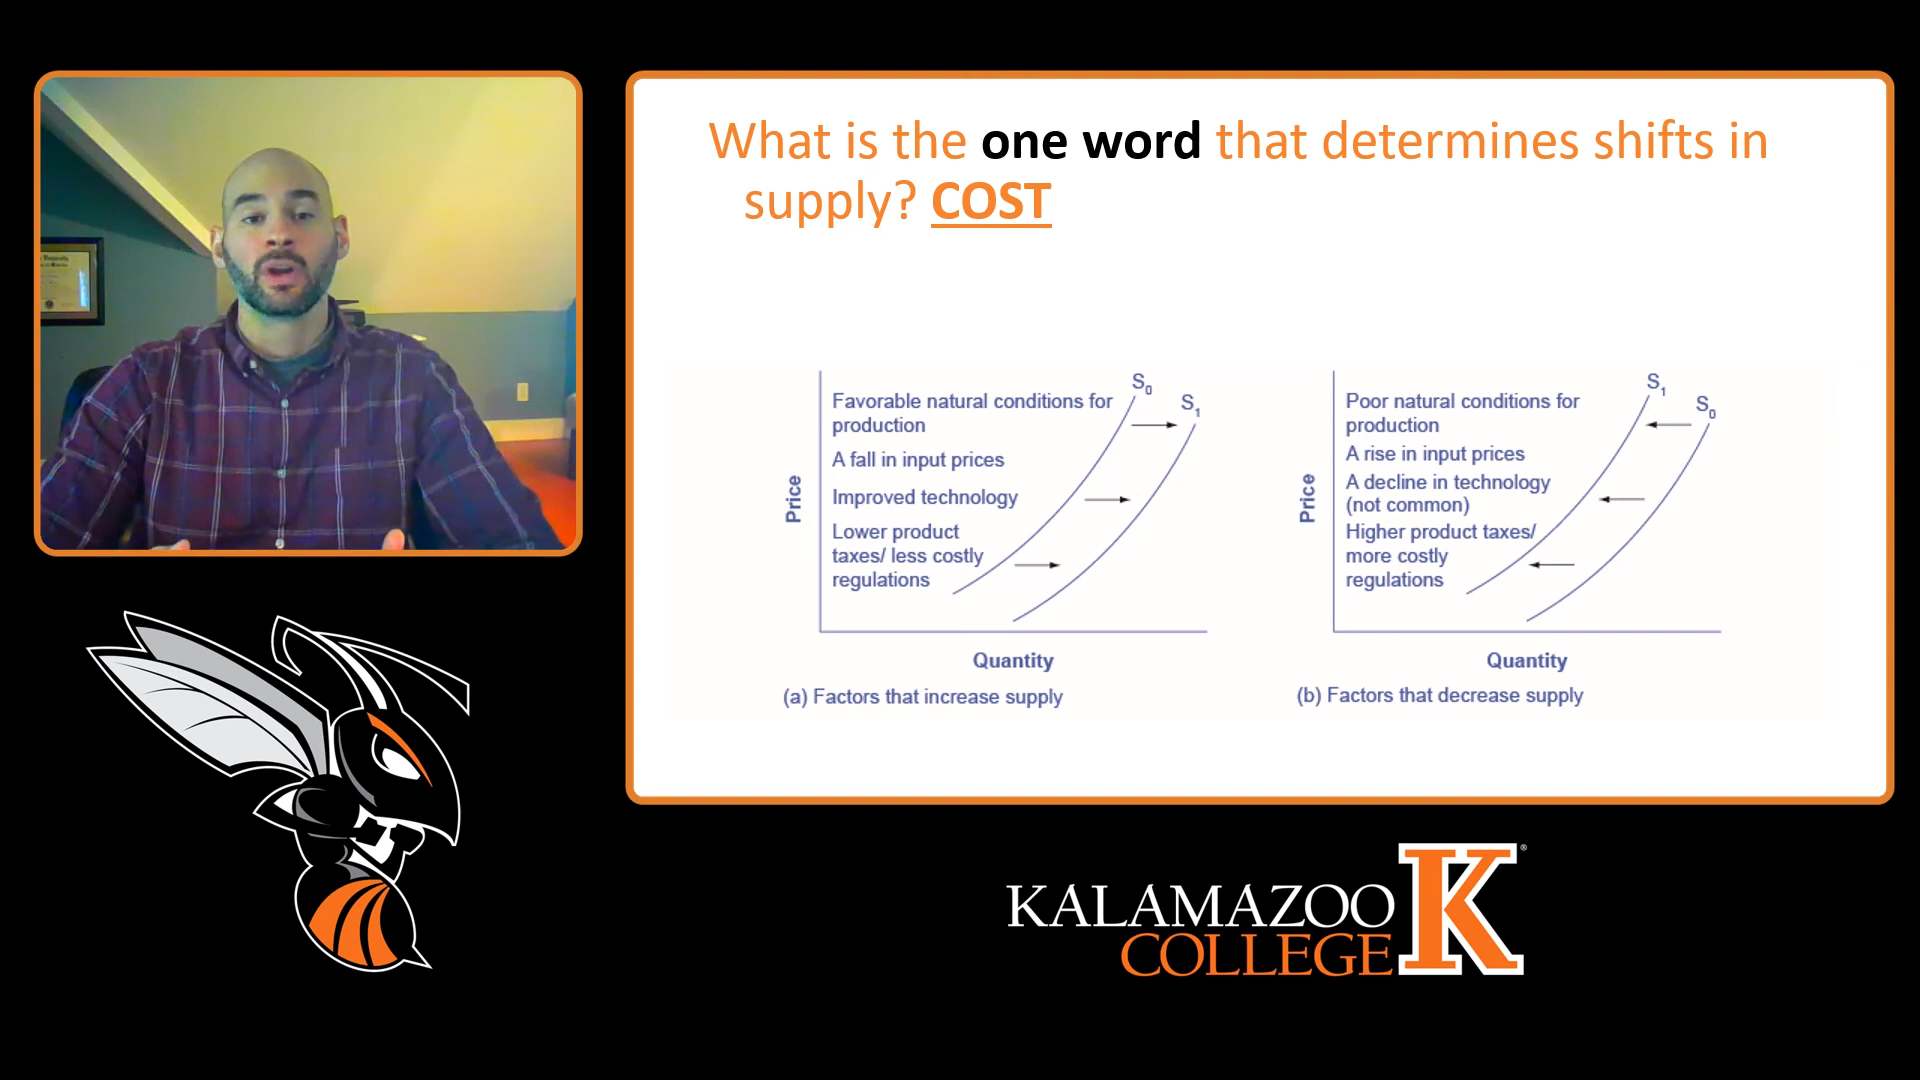 What is the one word that determines shifts in
supply? COST
Favorable natural conditions for
production
A fall in input prices
Improved technology
Lower product
taxes/ less costly
regulations
S0
S1
Price
Quantity
(a) Factors that increase supply
Poor natural conditions for
production
A rise in input prices
A decline in technology
(not common)
Higher product taxes/
more costly
regulations
S1
S0
Price
Quantity
(b) Factors that decrease supply
KALAMAZOO
COLLEGE
K®